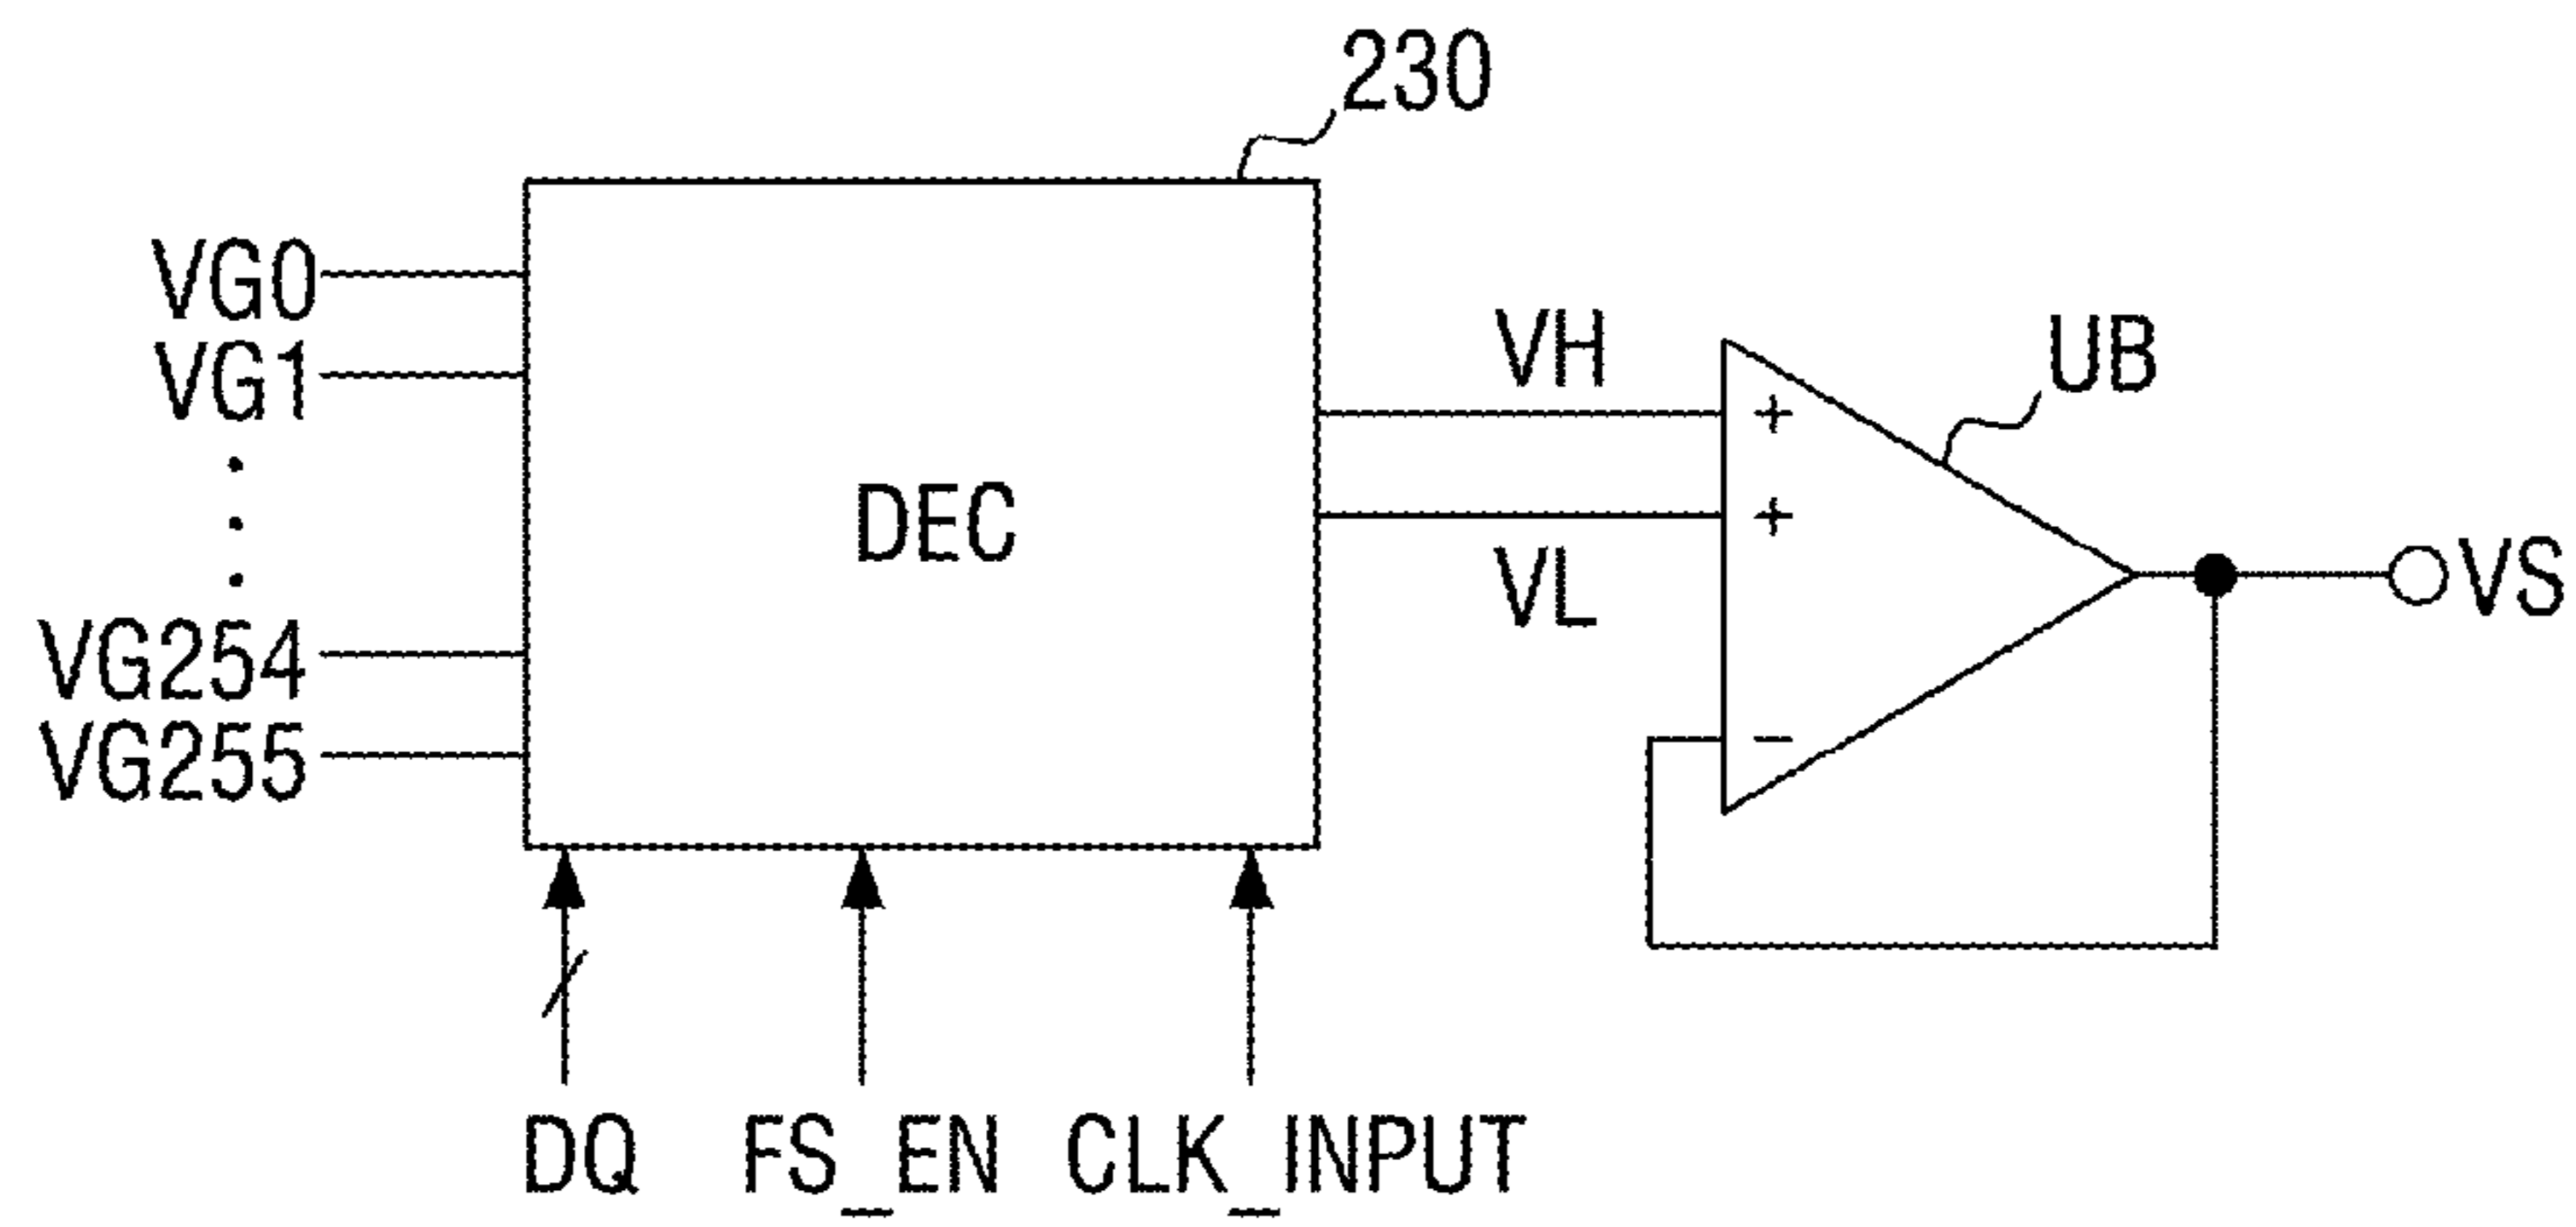 230
VG0
VG1
VG254
VG255
DEC
VH
VL
+
+
−
UB
VS
DQ FS_EN CLK_INPUT